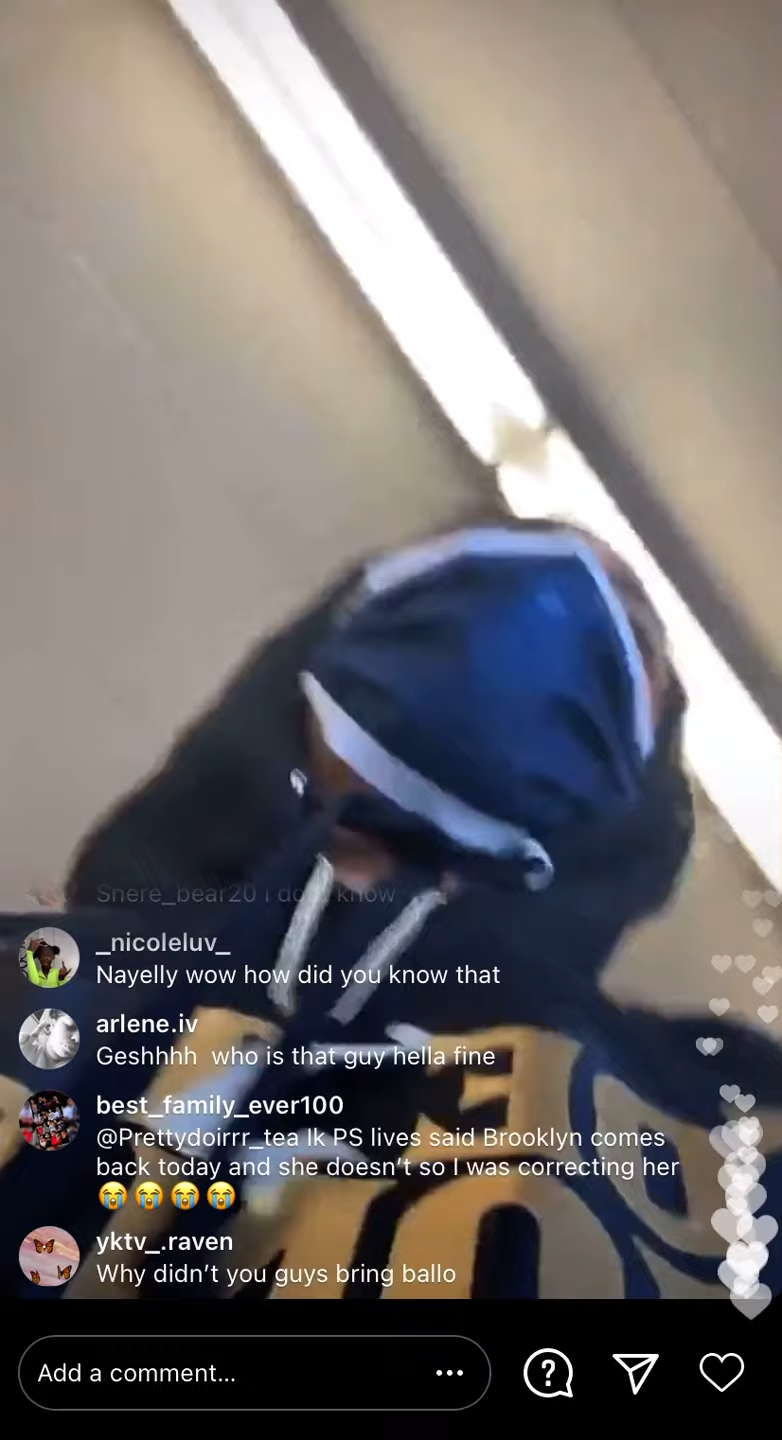 i don't know
_nicoleluv_
Nayelly wow how did you know that
arlene.iv
Geshhhh who is that guy hella fine
best_family_ever100
@Prettydoirrr_tea Ik PS lives said Brooklyn comes
back today and she doesn't so I was correcting her
😭😭😭😭
yktv_.raven
Why didn't you guys bring ballo
Add a comment...